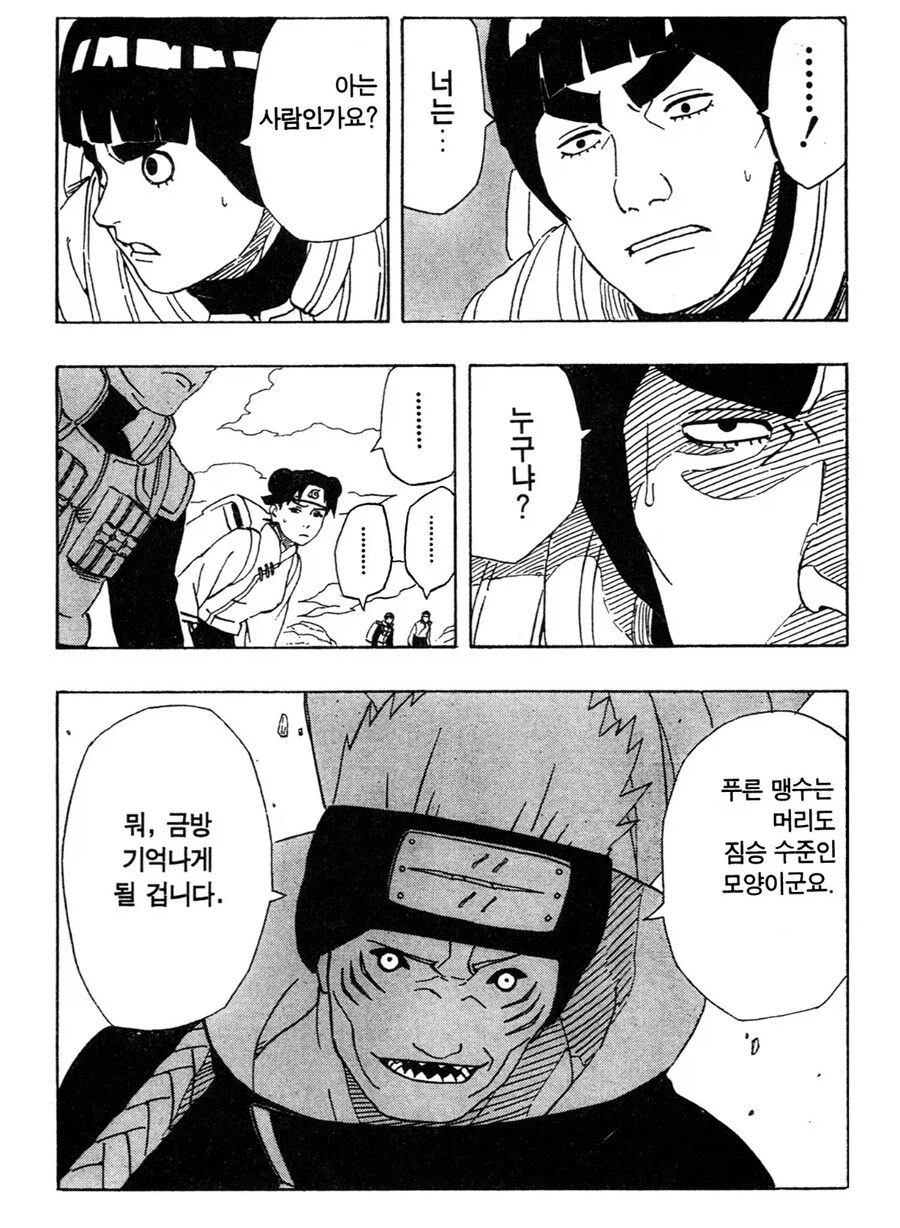 ………!
너
는…
아는
사람인가요?
누구냐?
………
………
………
푸른 맹수는
머리도
짐승 수준인
모양이군요.
뭐, 금방
기억나게
될 겁니다.